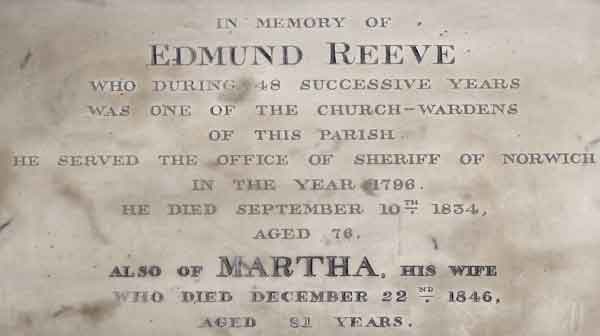 IN MEMORY OF
EDMUND REEVE
WHO DURING 48 SUCCESSIVE YEARS
WAS ONE OF THE CHURCH-WARDENS
OF THIS PARISH.
HE SERVED THE OFFICE OF SHERIFF OF NORWICH
IN THE YEAR 1796.
HE DIED SEPTEMBER 10TH 1834,
AGED 76.
ALSO OF MARTHA, HIS WIFE
WHO DIED DECEMBER 22ND 1846,
AGED 81 YEARS.